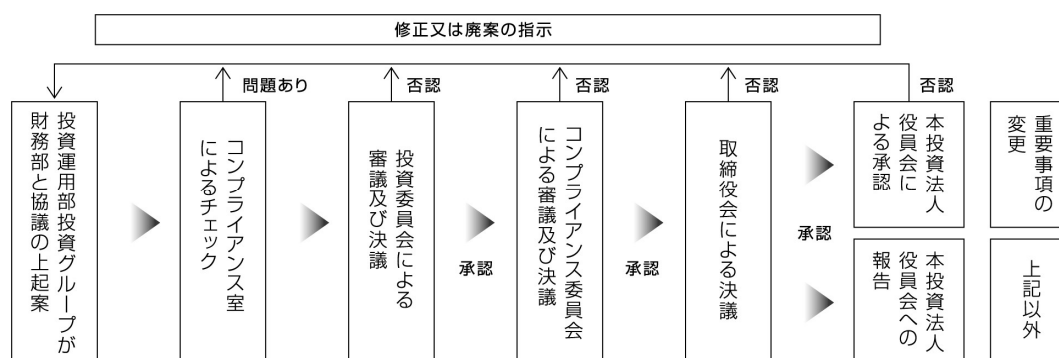 修正又は廃案の指示
問題あり
否認
否認
否認
否認
投資運用部投資グループが
財務部と協議の上起案
コンプライアンス室
によるチェック
投資委員会による
審議及び決議
承認
コンプライアンス委員会
による審議及び決議
承認
取締役会による決議
承認
本投資法人
役員会に
よる承認
重要事項の
変更
本投資法人
役員会への
報告
上記以外